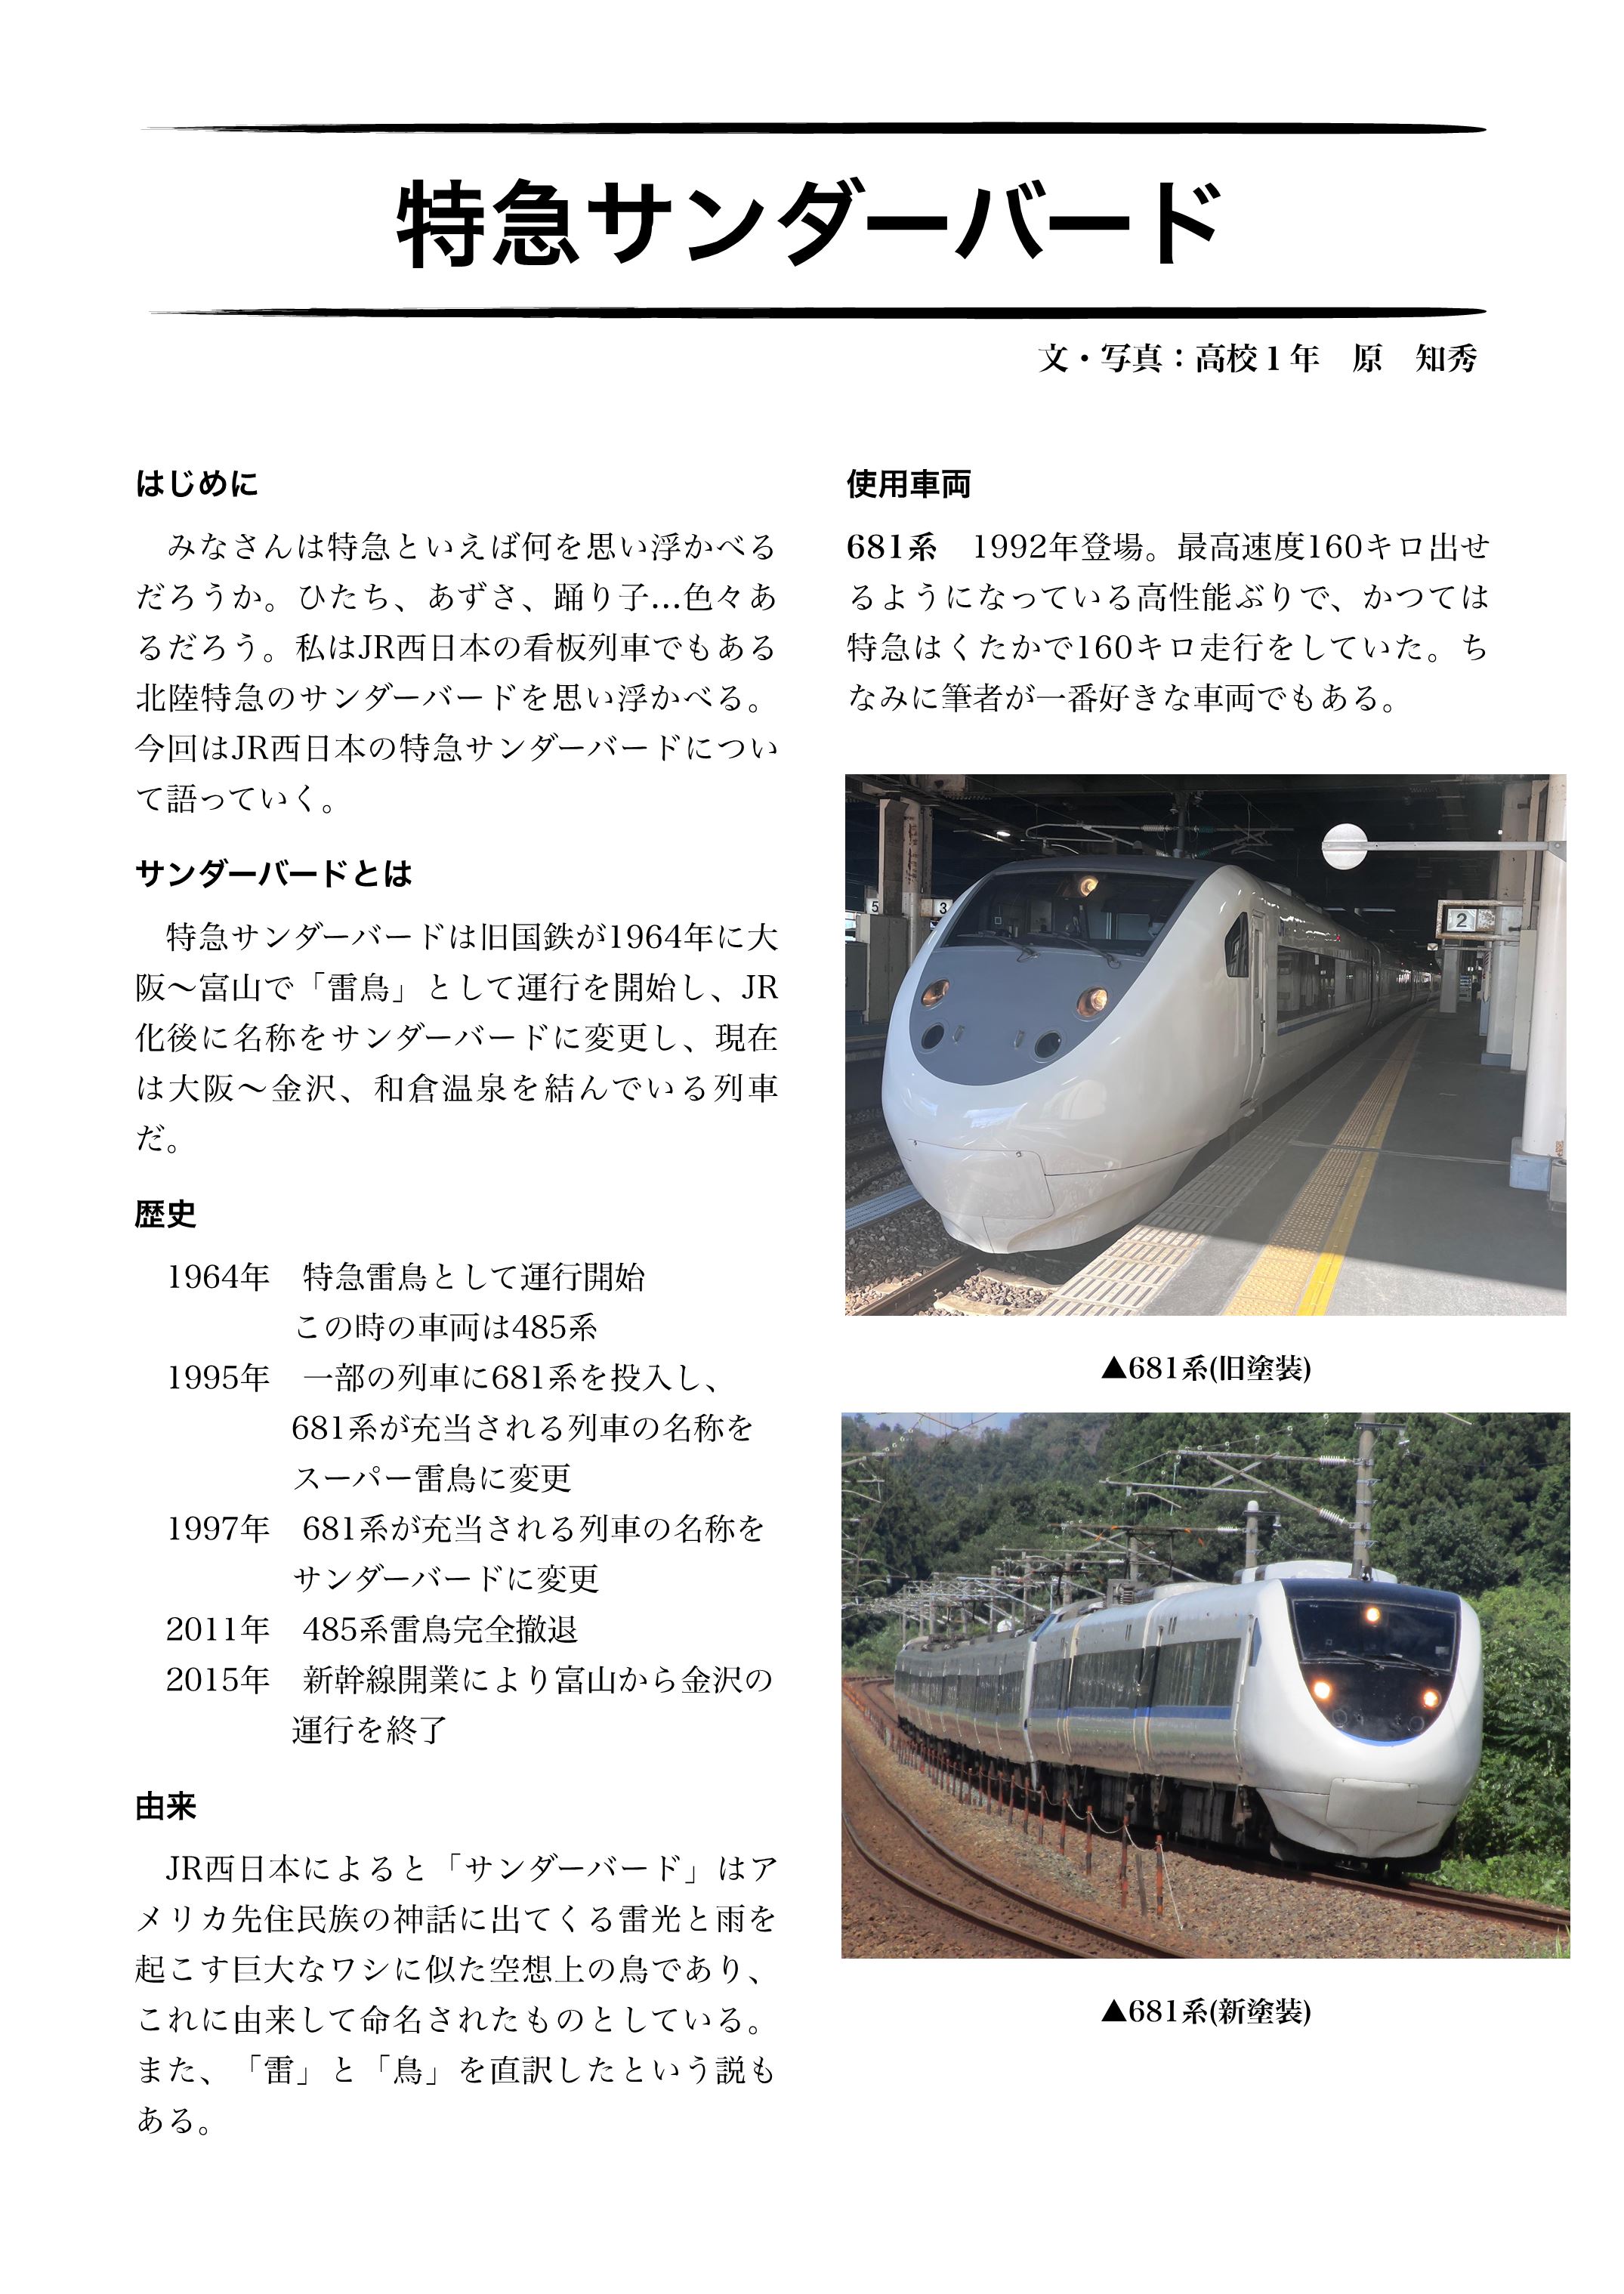 特急サンダーバード
文・写真：高校１年　原　知秀
はじめに
　みなさんは特急といえば何を思い浮かべる
だろうか。ひたち、あずさ、踊り子…色々あ
るだろう。私はJR西日本の看板列車でもある
北陸特急のサンダーバードを思い浮かべる。
今回はJR西日本の特急サンダーバードについ
て語っていく。
サンダーバードとは
　特急サンダーバードは旧国鉄が1964年に大
阪〜富山で「雷鳥」として運行を開始し、JR
化後に名称をサンダーバードに変更し、現在
は大阪〜金沢、和倉温泉を結んでいる列車
だ。
歴史
1964年　特急雷鳥として運行開始
この時の車両は485系
1995年　一部の列車に681系を投入し、
681系が充当される列車の名称を
スーパー雷鳥に変更
1997年　681系が充当される列車の名称を
サンダーバードに変更
2011年　485系雷鳥完全撤退
2015年　新幹線開業により富山から金沢の
運行を終了
由来
　JR西日本によると「サンダーバード」はア
メリカ先住民族の神話に出てくる雷光と雨を
起こす巨大なワシに似た空想上の鳥であり、
これに由来して命名されたものとしている。
また、「雷」と「鳥」を直訳したという説も
ある。
使用車両
681系　1992年登場。最高速度160キロ出せ
るようになっている高性能ぶりで、かつては
特急はくたかで160キロ走行をしていた。ち
なみに筆者が一番好きな車両でもある。
5
3
2
▲681系(旧塗装)
▲681系(新塗装)